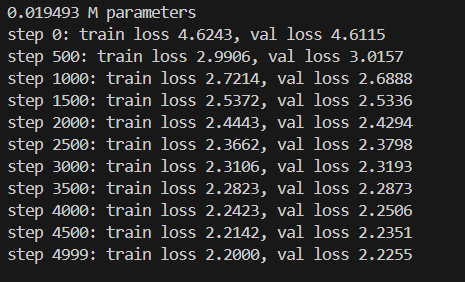 0.019493 M parameters
step 0: train loss 4.6243, val loss 4.6115
step 500: train loss 2.9906, val loss 3.0157
step 1000: train loss 2.7214, val loss 2.6888
step 1500: train loss 2.5372, val loss 2.5336
step 2000: train loss 2.4443, val loss 2.4294
step 2500: train loss 2.3662, val loss 2.3798
step 3000: train loss 2.3106, val loss 2.3193
step 3500: train loss 2.2823, val loss 2.2873
step 4000: train loss 2.2423, val loss 2.2506
step 4500: train loss 2.2142, val loss 2.2351
step 4999: train loss 2.2000, val loss 2.2255